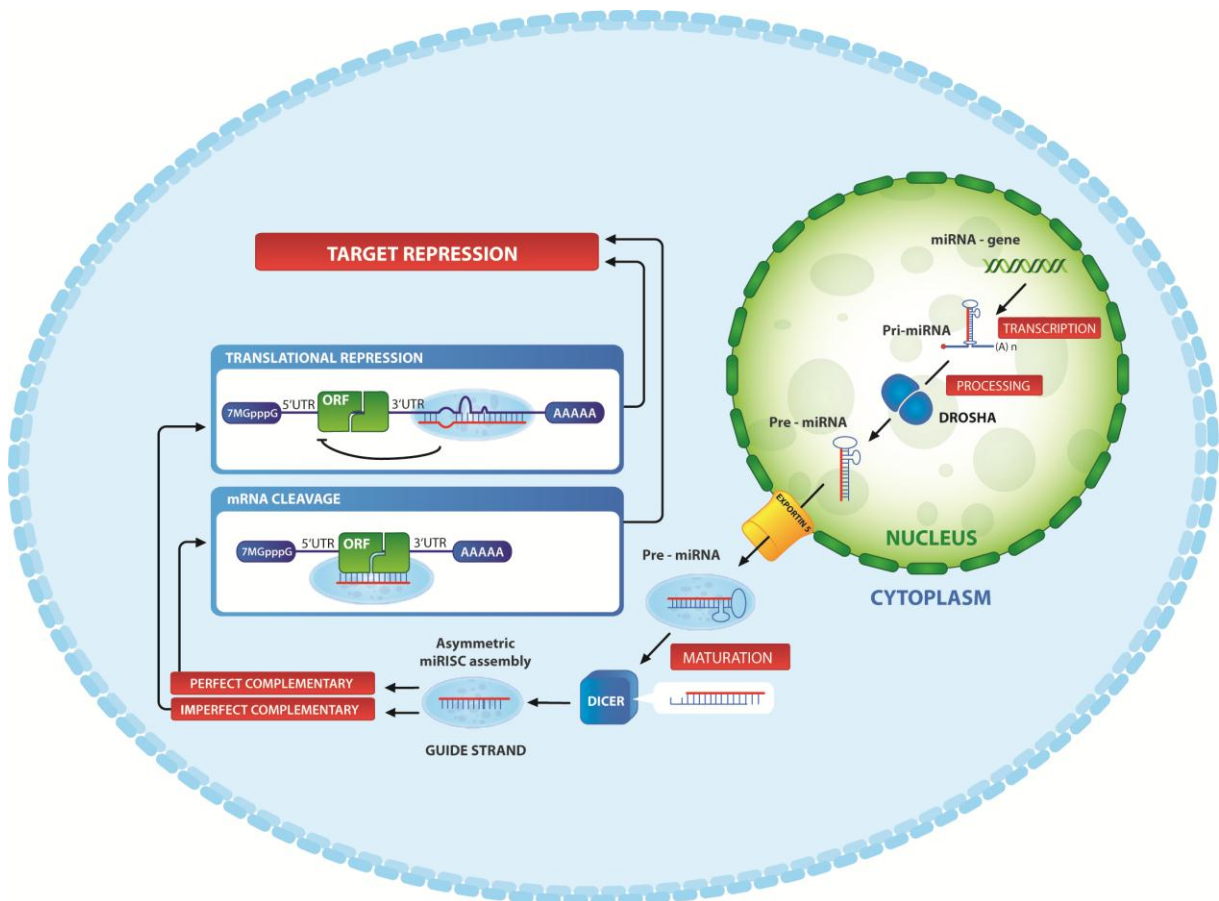 miRNA - gene
Pri-miRNA
(A) n
TRANSCRIPTION
PROCESSING
DROSHA
Pre - miRNA
EXPORTIN 5
NUCLEUS
CYTOPLASM
TARGET REPRESSION
TRANSLATIONAL REPRESSION
7MGpppG
5'UTR
ORF
3'UTR
AAAAA
mRNA CLEAVAGE
7MGpppG
5'UTR
ORF
3'UTR
AAAAA
Pre - miRNA
MATURATION
DICER
Asymmetric
miRISC assembly
GUIDE STRAND
PERFECT COMPLEMENTARY
IMPERFECT COMPLEMENTARY